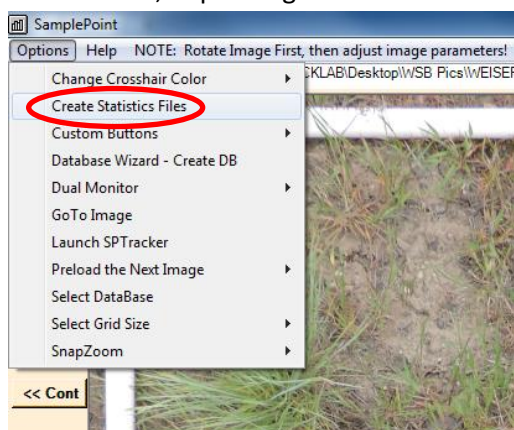 SamplePoint
Options Help NOTE: Rotate Image First, then adjust image parameters!
Change Crosshair Color
CKLAB\Desktop\WSB Pics\WEISER
Create Statistics Files
Custom Buttons
Database Wizard - Create DB
Dual Monitor
GoTo Image
Launch SPTracker
Preload the Next Image
Select DataBase
Select Grid Size
SnapZoom
<< Cont